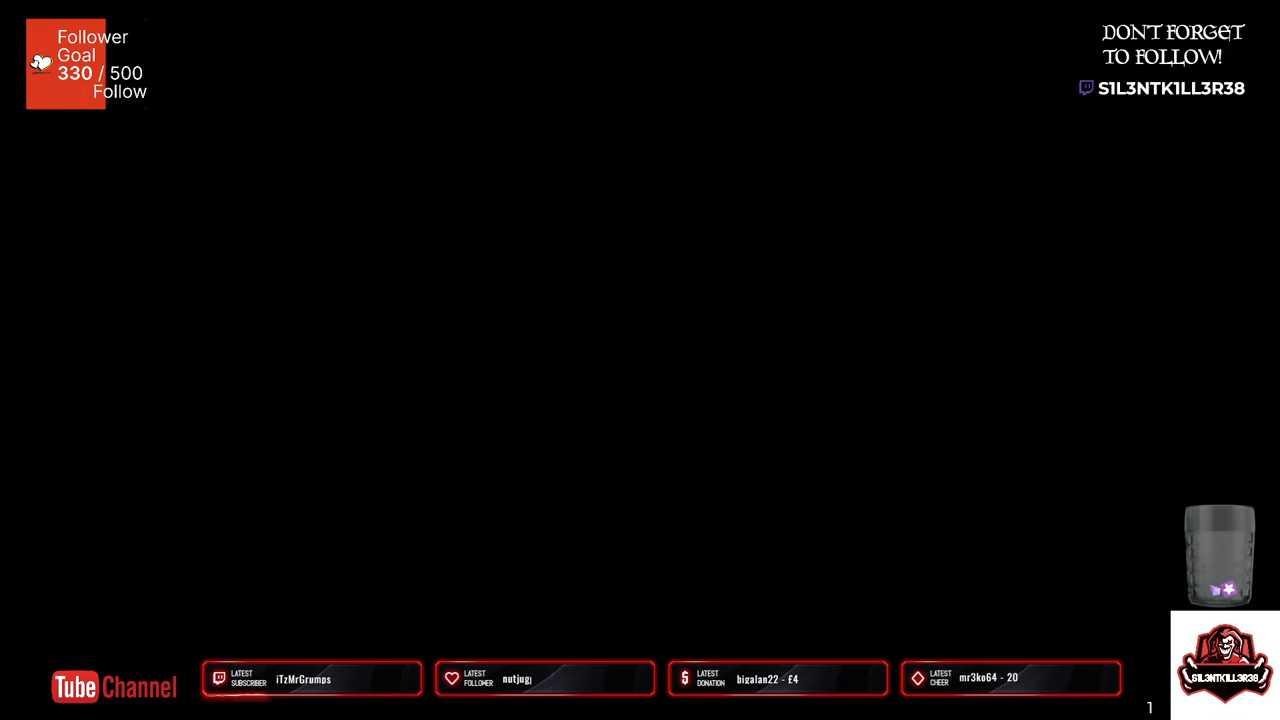 Follower
Goal
330 / 500
Follow
DON'T FORGET
TO FOLLOW!
S1L3NTK1LL3R38
Tube Channel
LATEST
SUBSCRIBER
iTzMrGrumps
LATEST
FOLLOWER
nutjug
LATEST
DONATION
bigalan22 - £4
LATEST
CHEER
mr3ko64 - 20
S1L3NTK1LL3R38
1